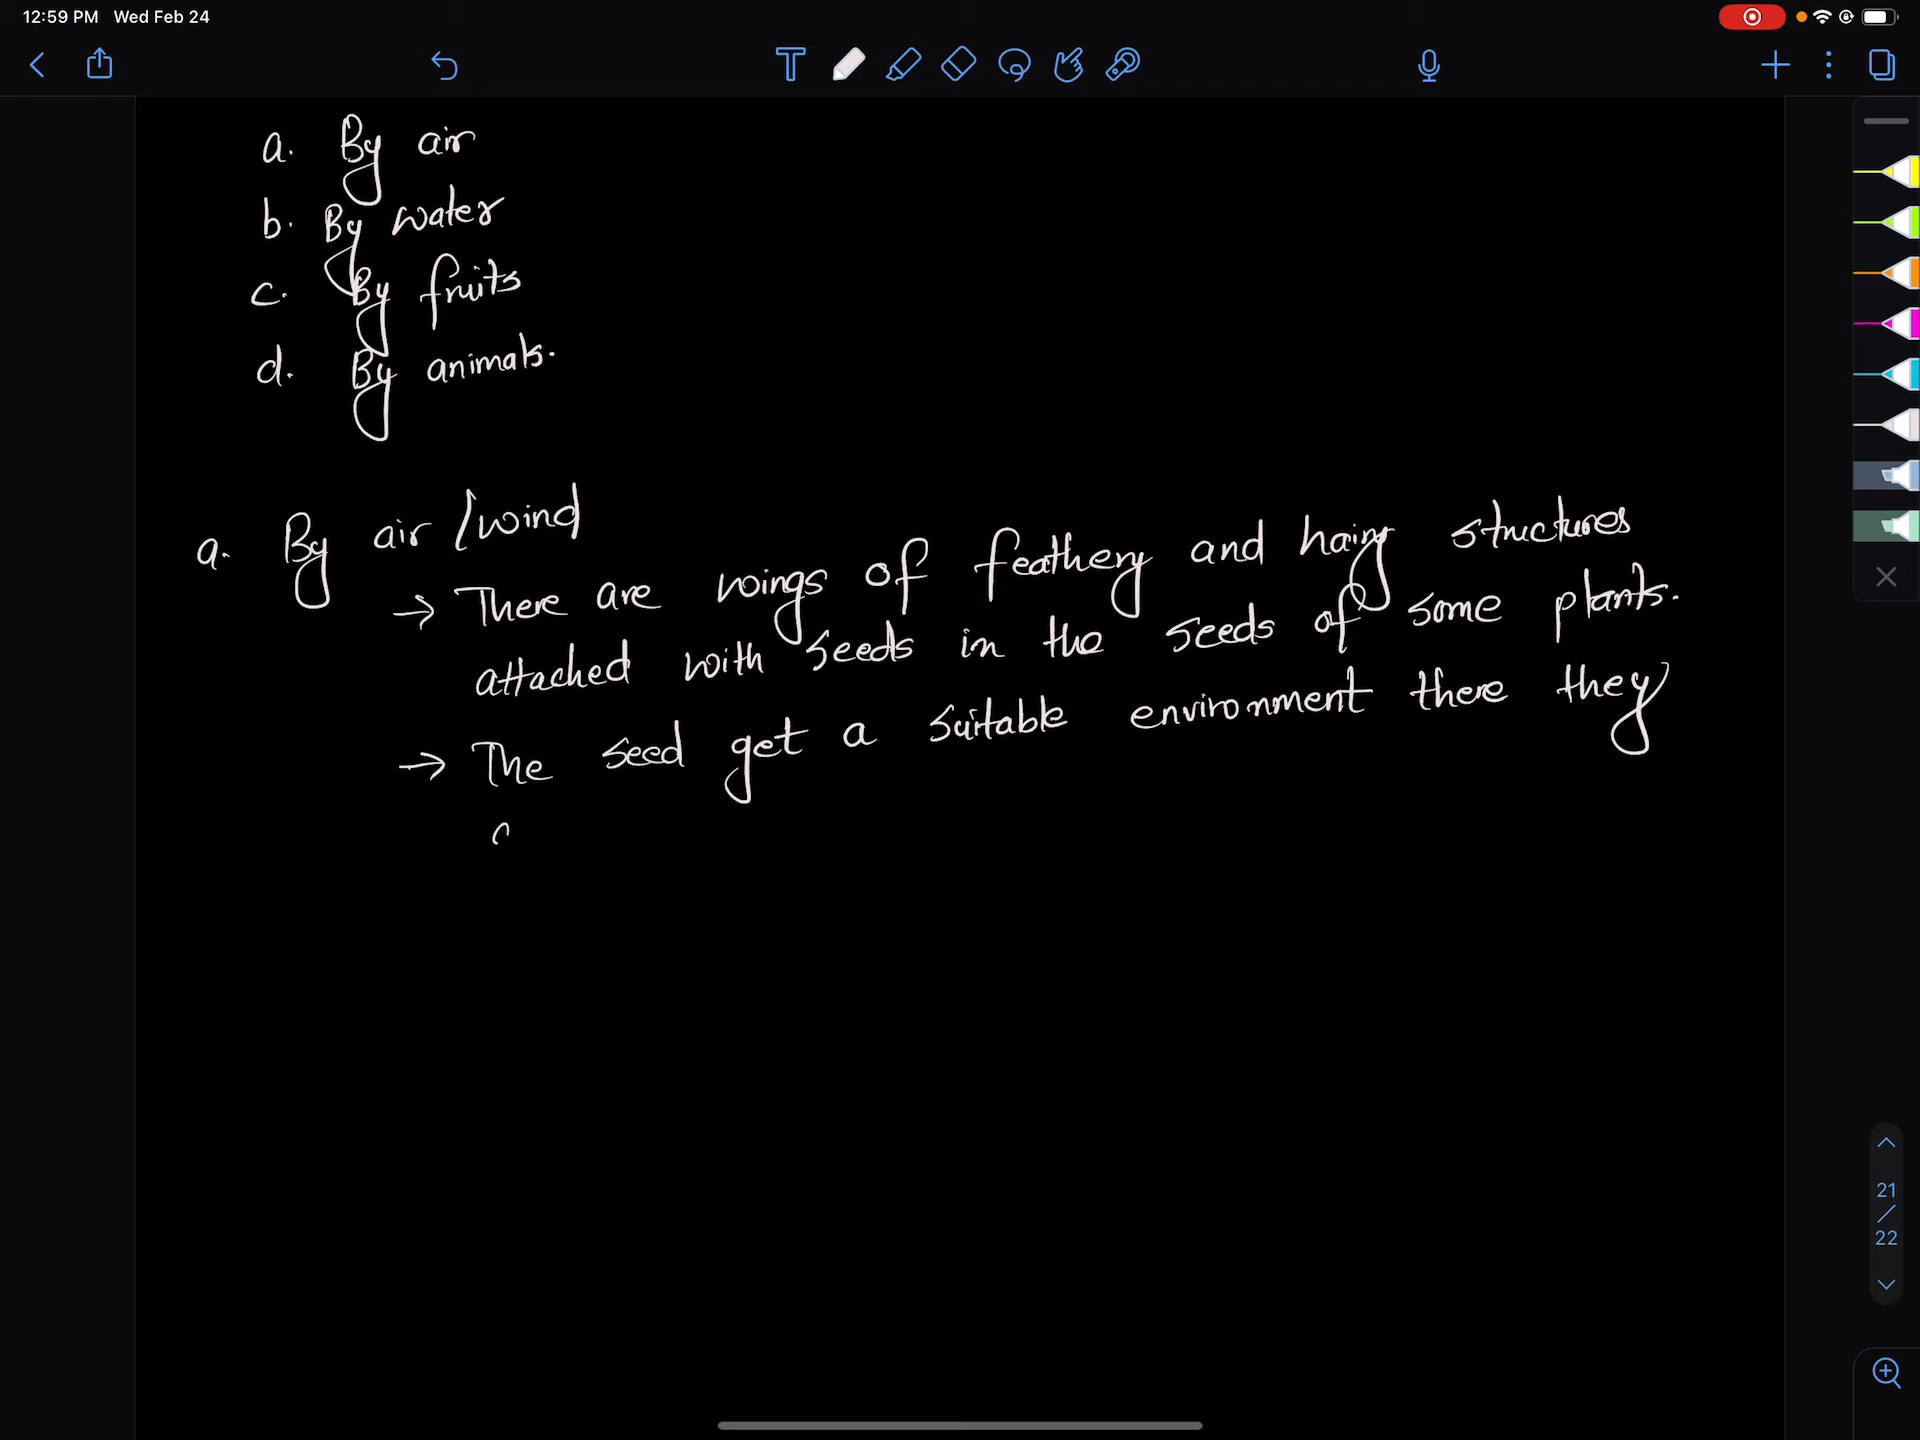 12:59 PM Wed Feb 24
a. By air
b. By water
c. By fruits
d. By animals.
a. By air / wind
→ There are wings of feathery and hairy structures
attached with seeds in the seeds of some plants.
→ The seed get a suitable environment there they
21
/
22